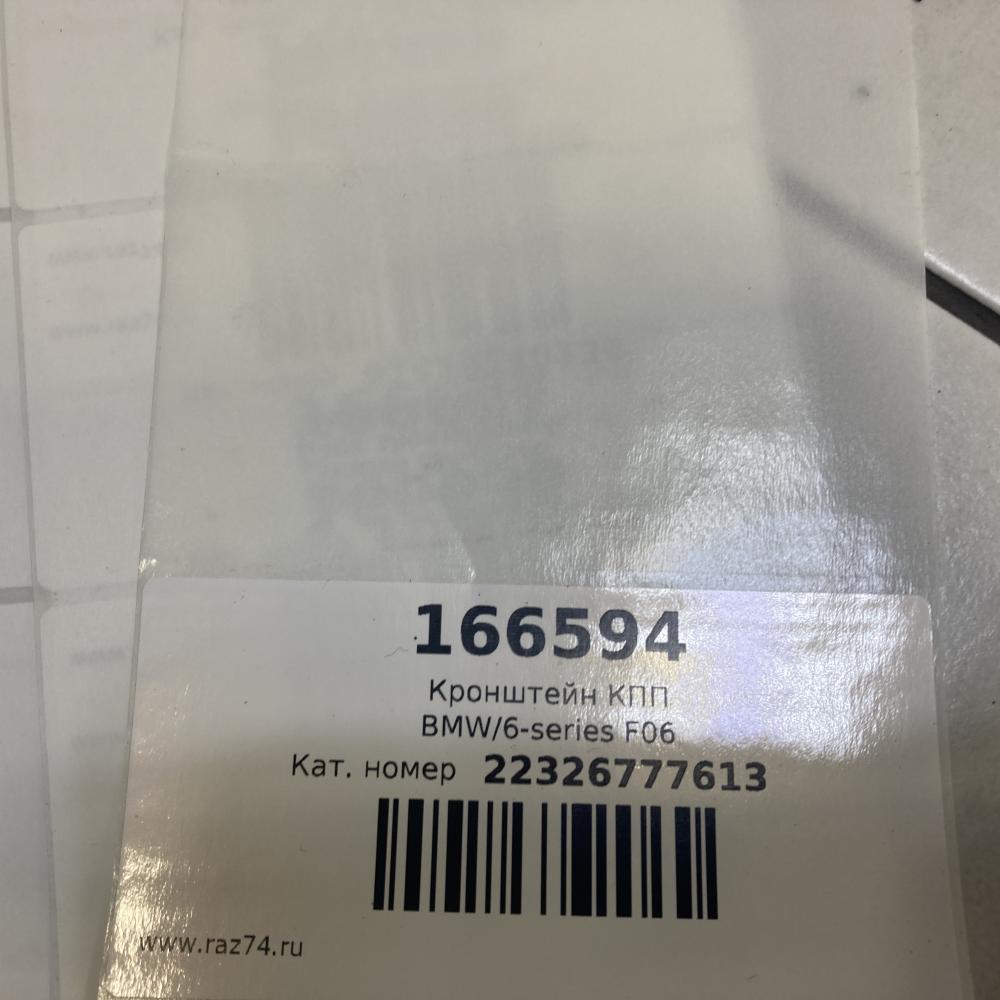 166594
Кронштейн КПП
BMW/6-series F06
Кат. номер 22326777613
www.raz74.ru